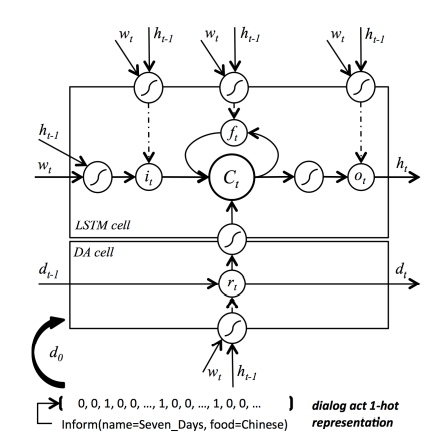 w_t h_{t-1} w_t h_{t-1} w_t h_{t-1}
h_{t-1}
f_t
w_t i_t C_t o_t h_t
LSTM cell
DA cell
d_{t-1} r_t d_t
d_0
w_t h_{t-1}
0, 0, 1, 0, 0, ..., 1, 0, 0, ..., 1, 0, 0, ... dialog act 1-hot
representation
Inform(name=Seven_Days, food=Chinese)